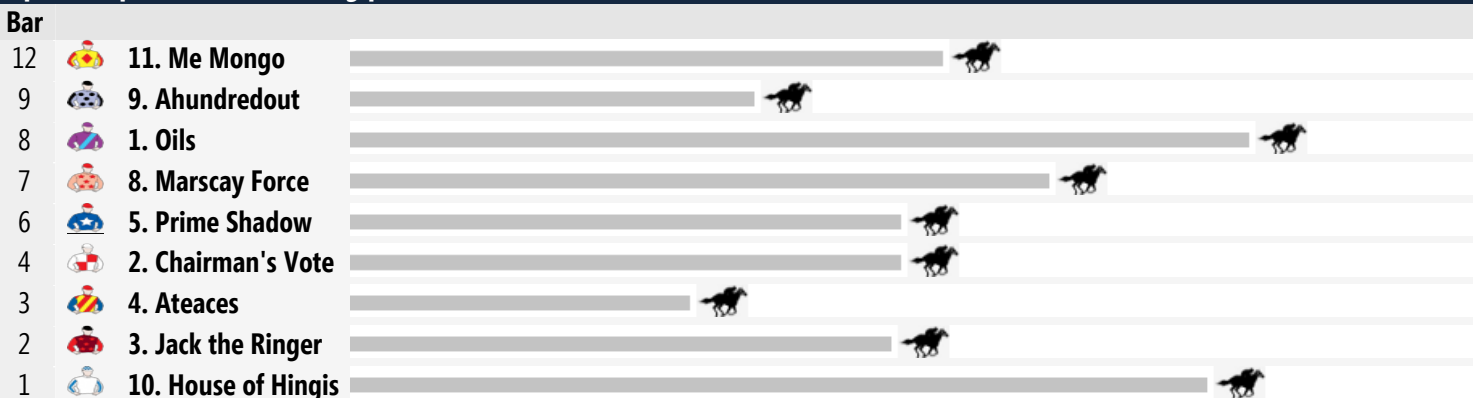 Bar
12 11. Me Mongo
9 9. Ahundredout
8 1. Oils
7 8. Marscay Force
6 5. Prime Shadow
4 2. Chairman's Vote
3 4. Ateaces
2 3. Jack the Ringer
1 10. House of Hingis